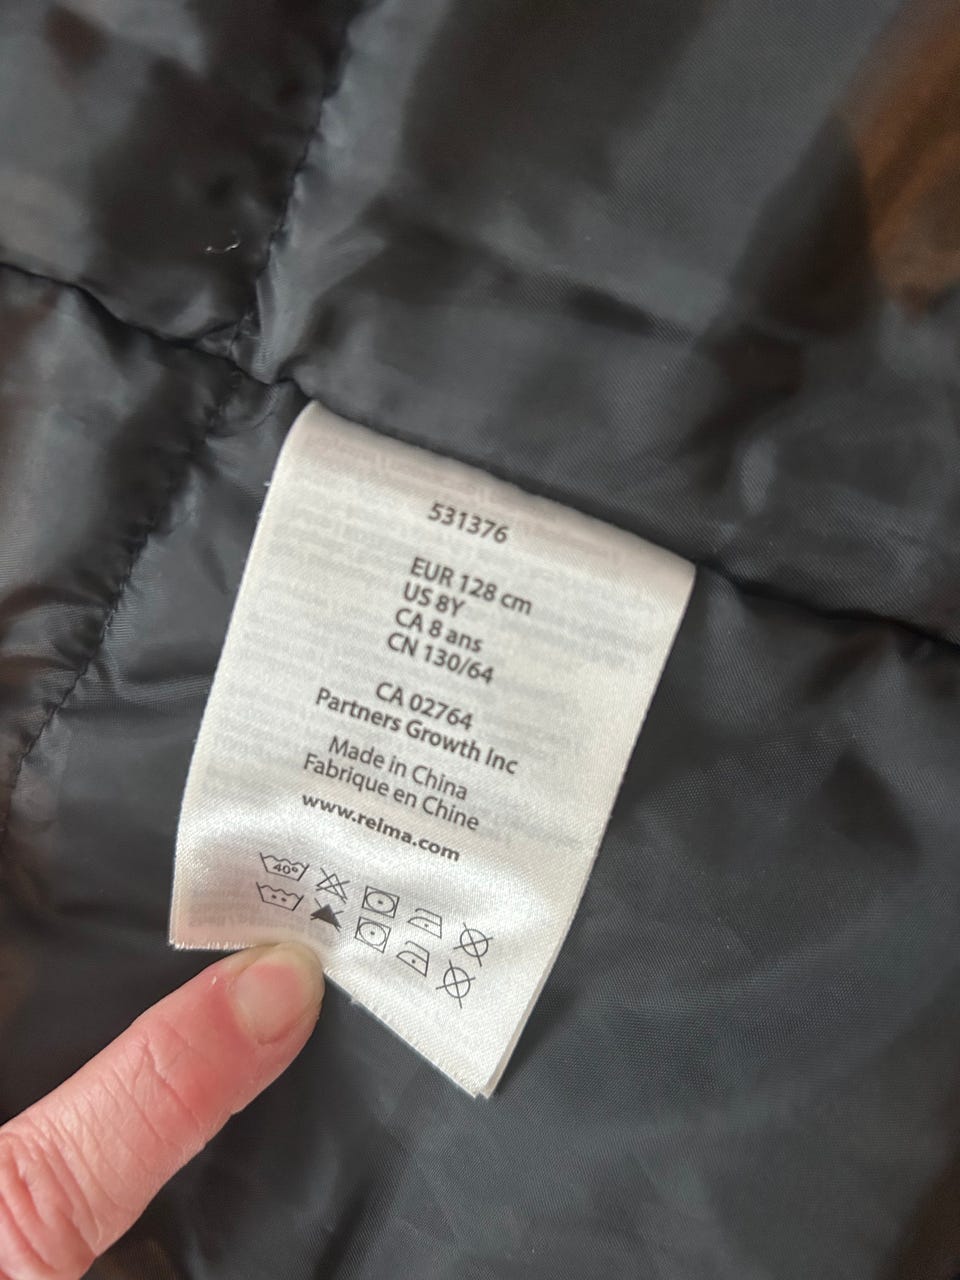 531376
EUR 128 cm
US 8Y
CA 8 ans
CN 130/64
CA 02764
Partners Growth Inc
Made in China
Fabrique en Chine
www.reima.com
40°